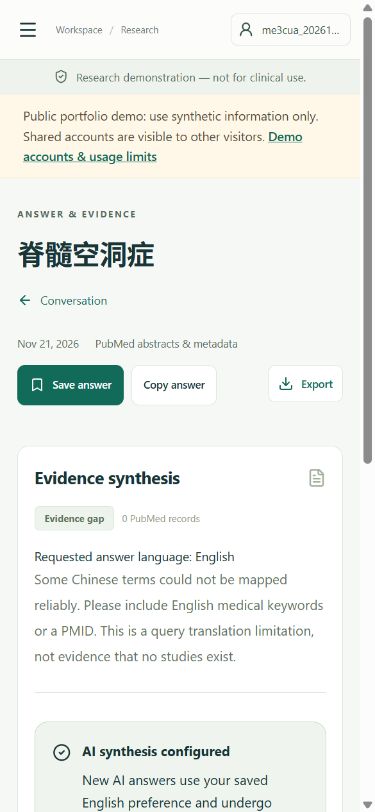 Workspace / Research
me3cua_20261...
Research demonstration — not for clinical use.
Public portfolio demo: use synthetic information only.
Shared accounts are visible to other visitors. Demo
accounts & usage limits
ANSWER & EVIDENCE
脊髓空洞症
Conversation
Nov 21, 2026 PubMed abstracts & metadata
Save answer
Copy answer
Export
Evidence synthesis
Evidence gap 0 PubMed records
Requested answer language: English
Some Chinese terms could not be mapped
reliably. Please include English medical keywords
or a PMID. This is a query translation limitation,
not evidence that no studies exist.
AI synthesis configured
New AI answers use your saved
English preference and undergo